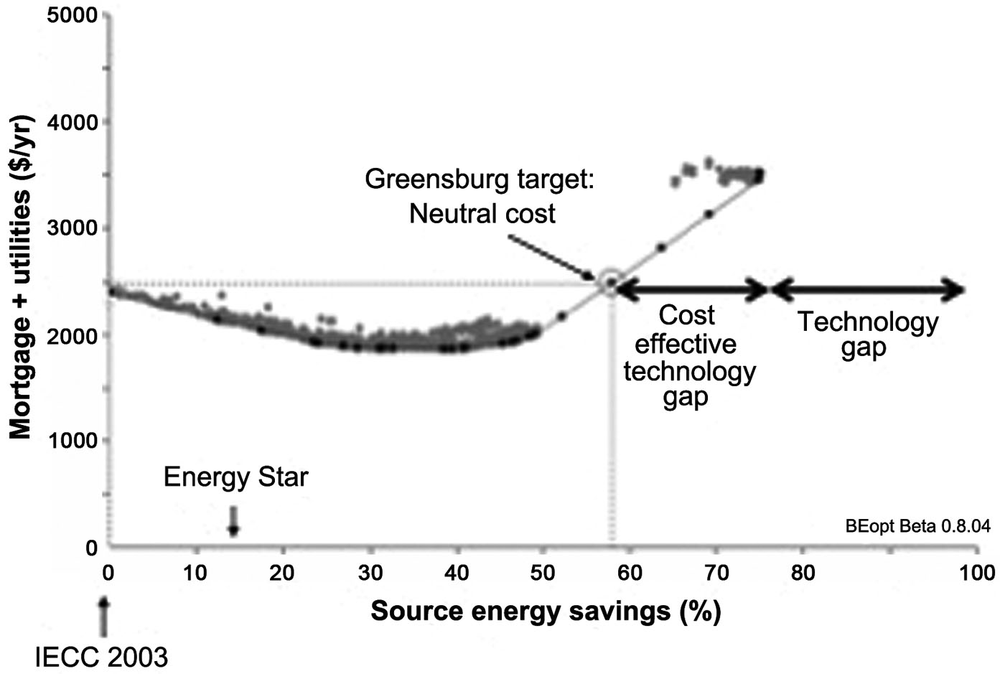 5000
4000
3000
2000
1000
0
Mortgage + utilities ($/yr)
Greensburg target:
Neutral cost
Cost
effective
technology
gap
Technology
gap
Energy Star
BEopt Beta 0.8.04
0 10 20 30 40 50 60 70 80 100
Source energy savings (%)
IECC 2003